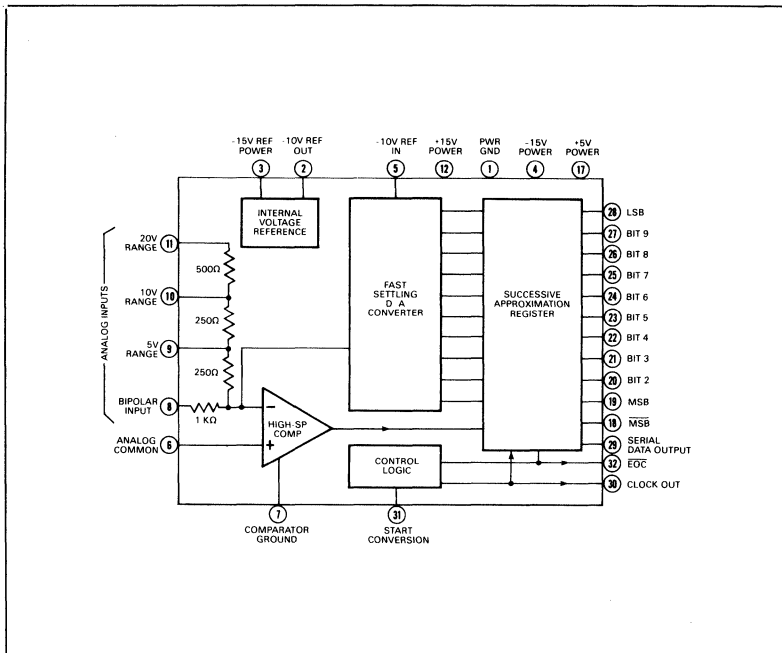 -15V REF POWER
3
-10V REF OUT
2
-10V REF IN
5
+15V POWER
12
PWR GND
1
-15V POWER
4
+5V POWER
17
ANALOG INPUTS
20V RANGE
11
10V RANGE
10
5V RANGE
9
BIPOLAR INPUT
8
ANALOG COMMON
6
500Ω
250Ω
250Ω
1 KΩ
INTERNAL
VOLTAGE
REFERENCE
HIGH-SP
COMP
−
+
FAST
SETTLING
D A
CONVERTER
SUCCESSIVE
APPROXIMATION
REGISTER
CONTROL
LOGIC
28 LSB
27 BIT 9
26 BIT 8
25 BIT 7
24 BIT 6
23 BIT 5
22 BIT 4
21 BIT 3
20 BIT 2
19 MSB
18 M̅S̅B̅
29 SERIAL DATA OUTPUT
32 E̅O̅C̅
30 CLOCK OUT
7
COMPARATOR
GROUND
31
START
CONVERSION